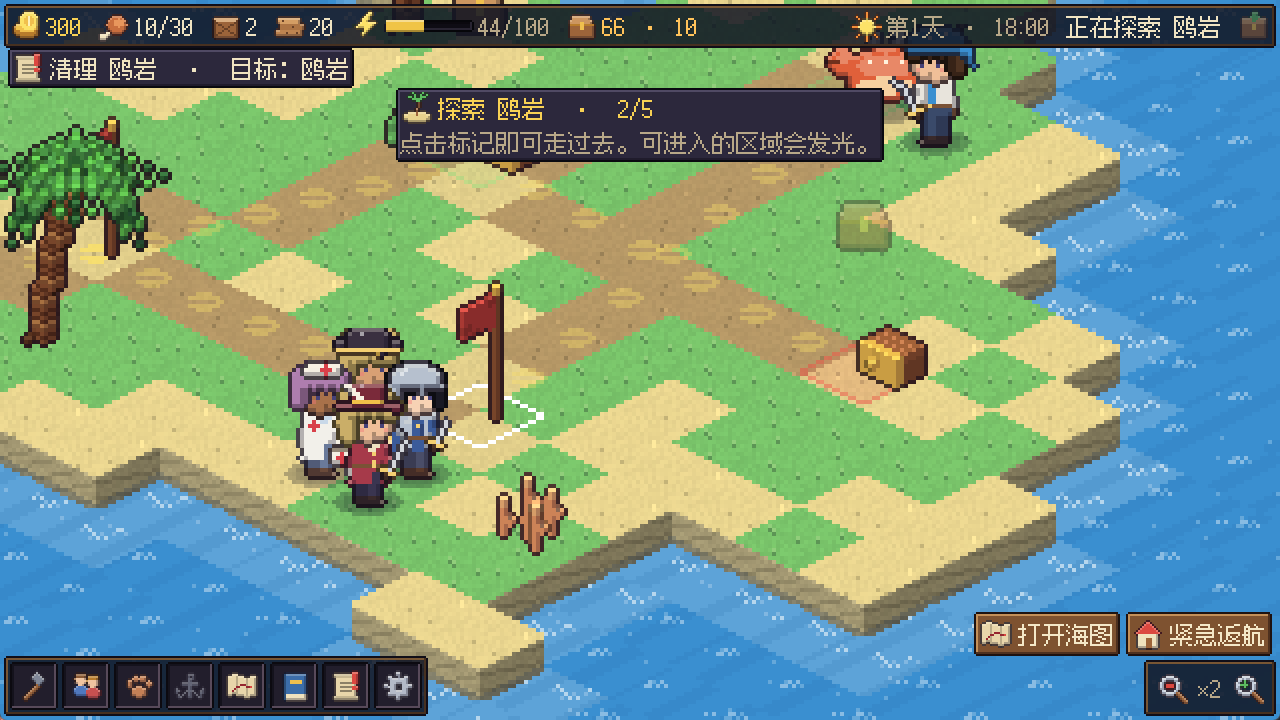 300 10/30 2 20 44/100 66 · 10 第1天 · 18:00 正在探索 鸥岩
清理 鸥岩 · 目标：鸥岩
探索 鸥岩 · 2/5
点击标记即可走过去。可进入的区域会发光。
打开海图 紧急返航
×2